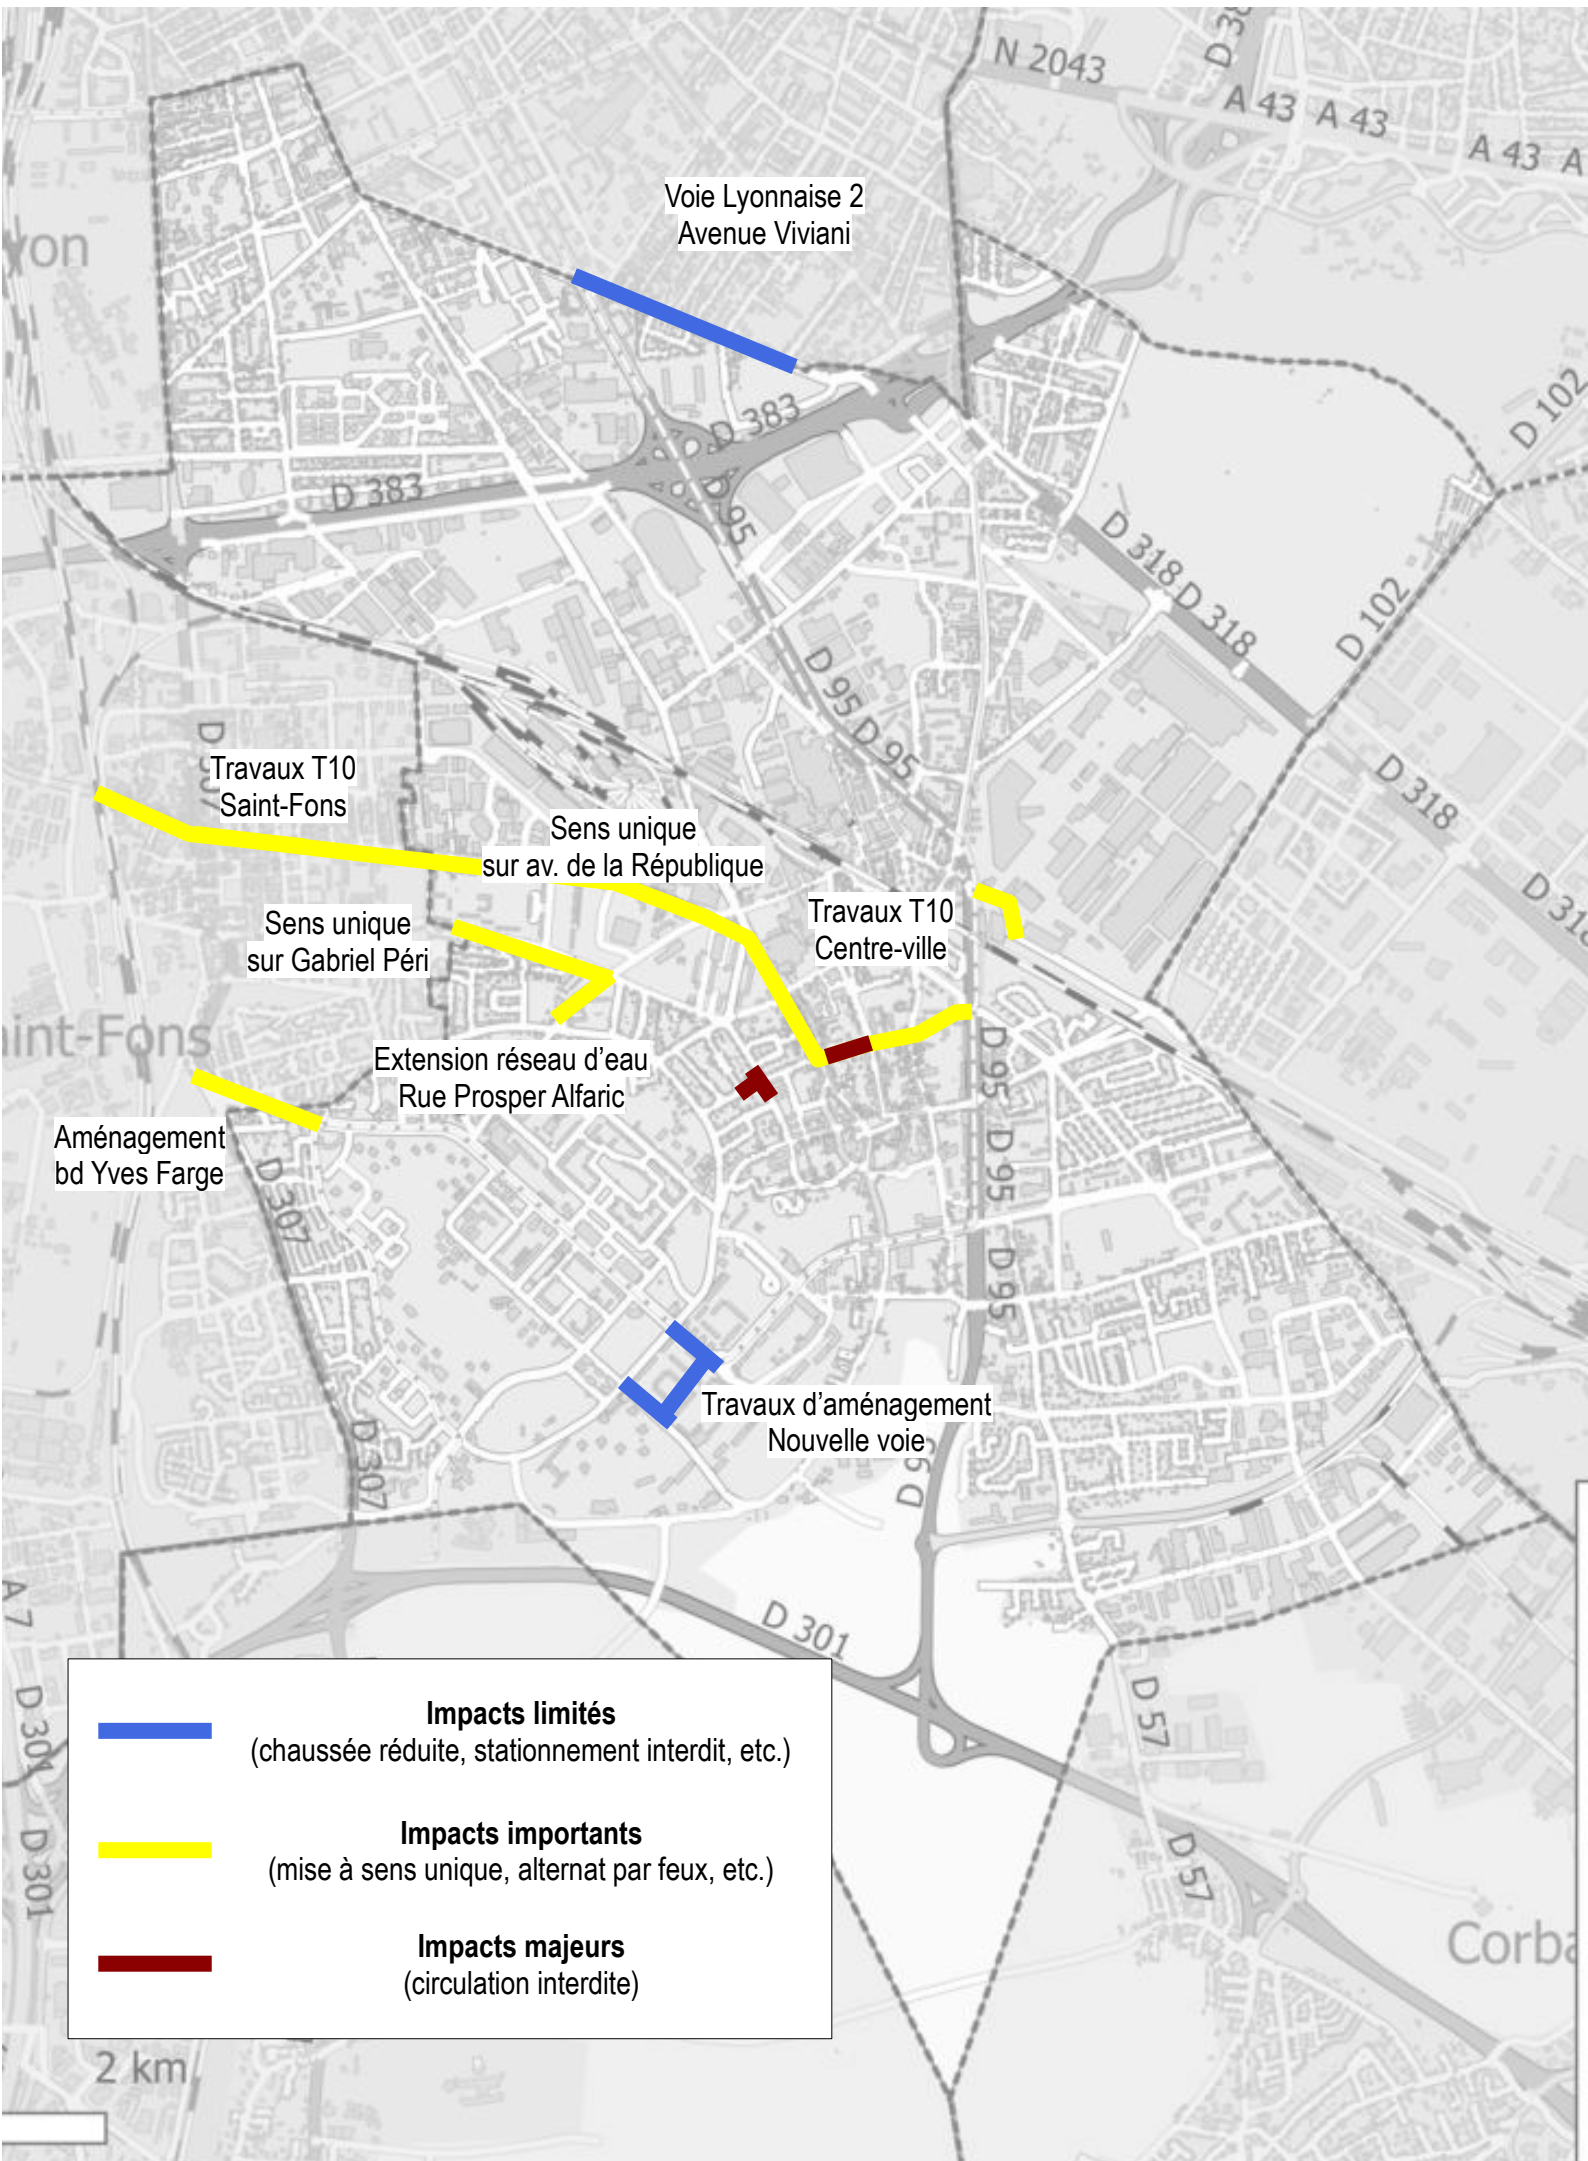 N 2043
D 38
A 43
A 43
A 43
A
Voie Lyonnaise 2
Avenue Viviani
yon
D 383
D 383
D 95
D 102
D 318
D 318
D 102
D 95
D 95
D 318
D 318
Travaux T10
Saint-Fons
Sens unique
sur av. de la République
Travaux T10
Centre-ville
Sens unique
sur Gabriel Péri
aint-Fons
Extension réseau d'eau
Rue Prosper Alfaric
Aménagement
bd Yves Farge
D 307
D 95
D 95
D 95
Travaux d'aménagement
Nouvelle voie
D 307
D 95
A 7
D 301
D 301
D 301
D 57
D 57
Corba
Impacts limités
(chaussée réduite, stationnement interdit, etc.)
Impacts importants
(mise à sens unique, alternat par feux, etc.)
Impacts majeurs
(circulation interdite)
2 km